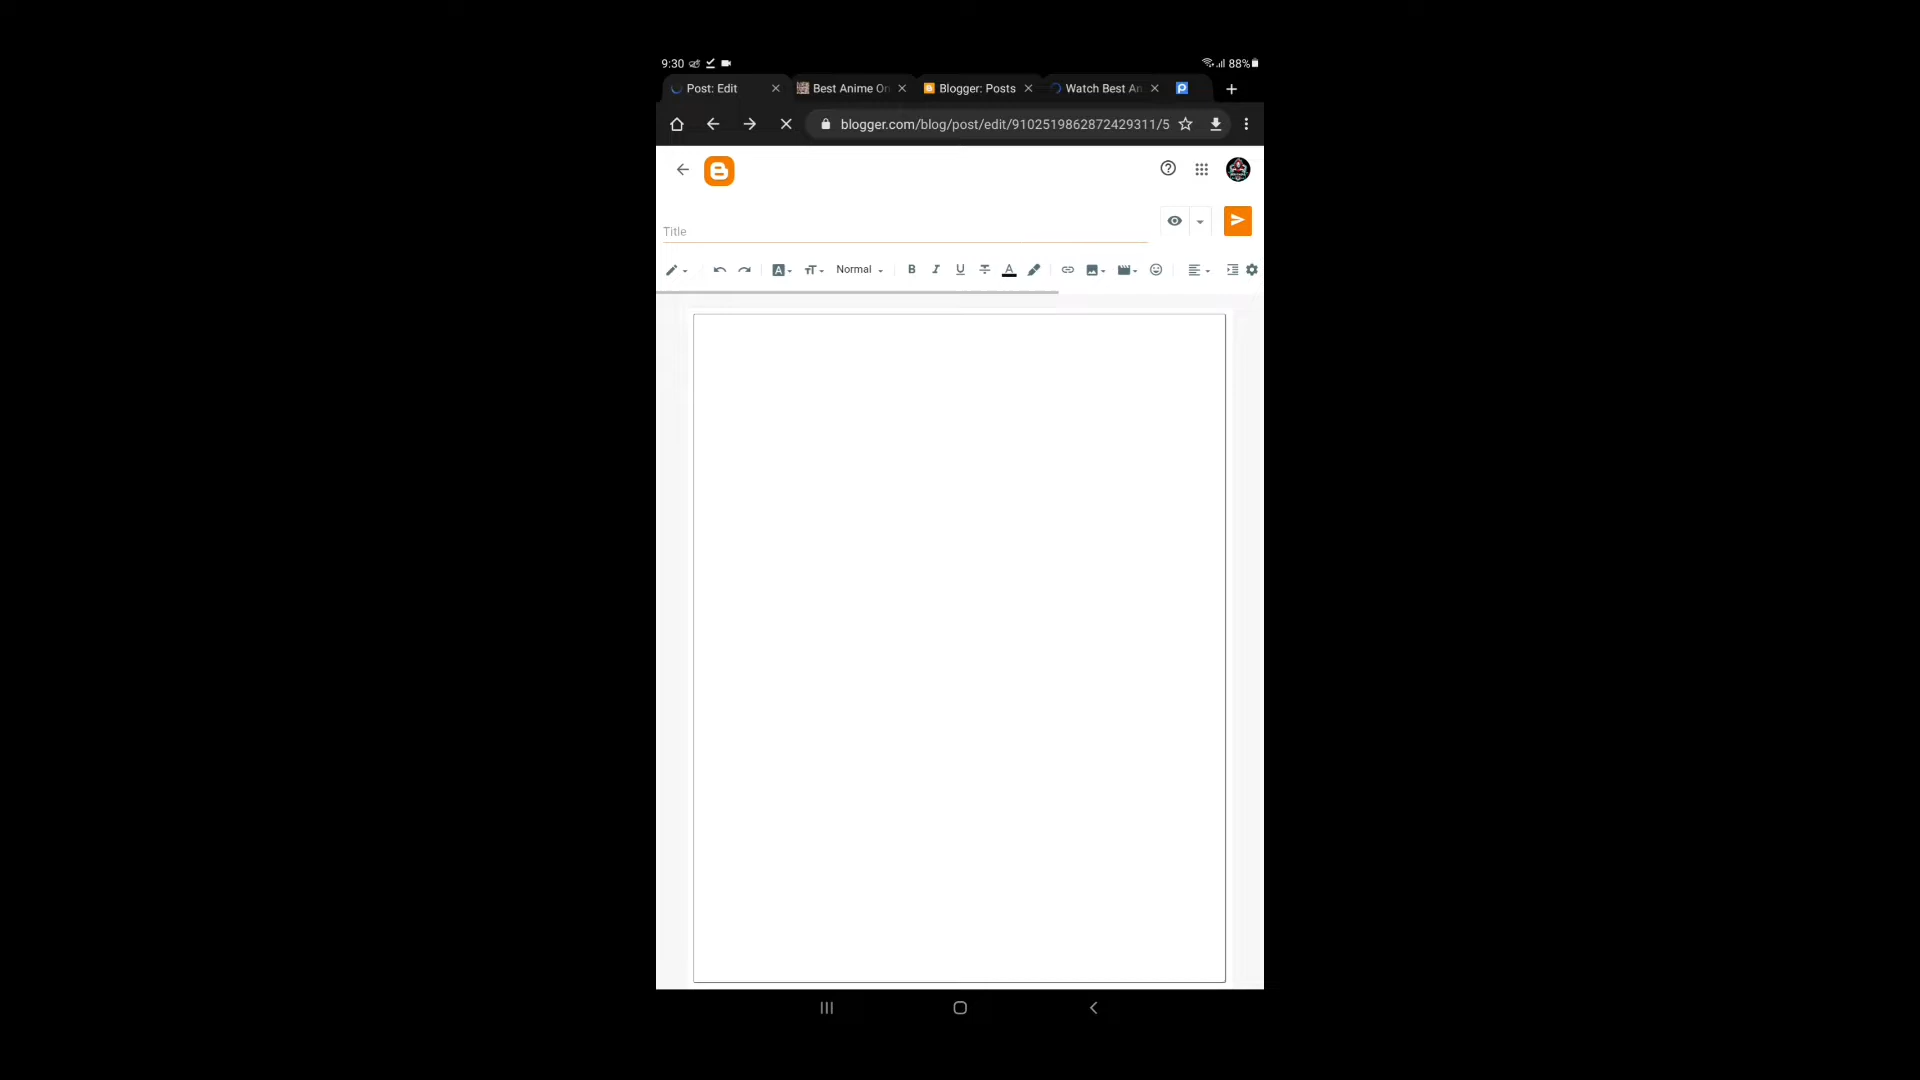 9:30 88%
Post: Edit Best Anime On Blogger: Posts Watch Best An
blogger.com/blog/post/edit/9102519862872429311/5
Title
Normal B I U A